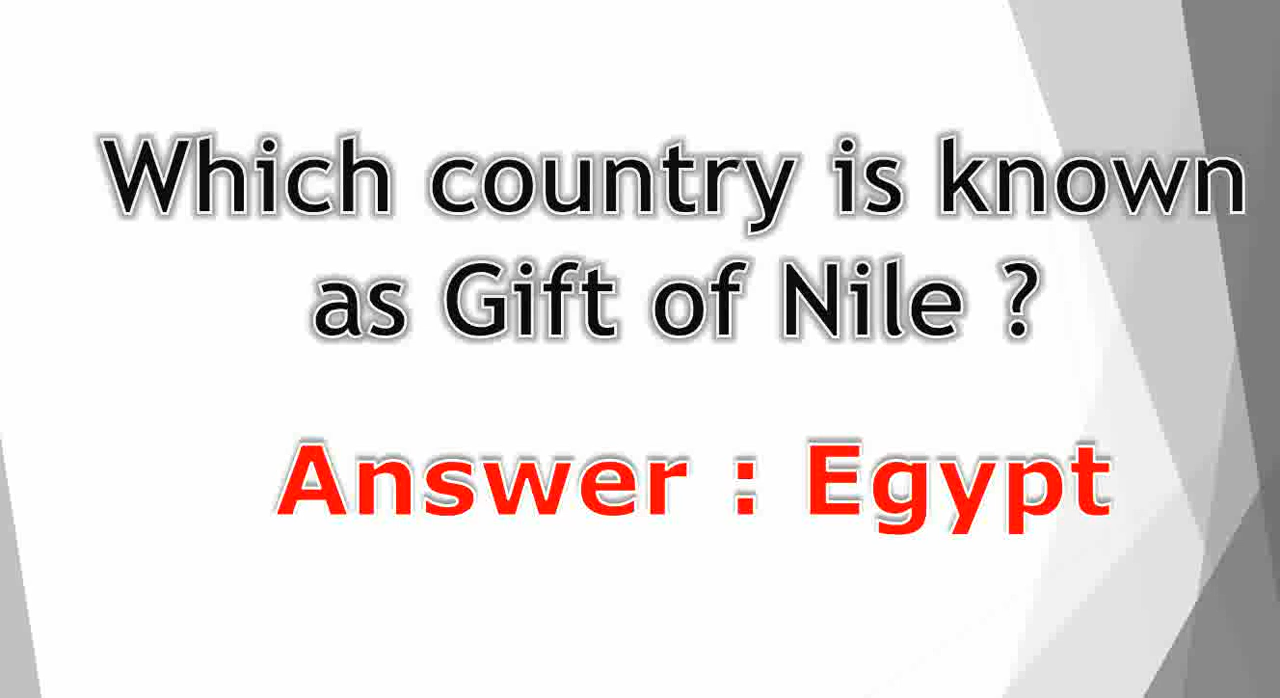 Which country is known
as Gift of Nile ?
Answer : Egypt